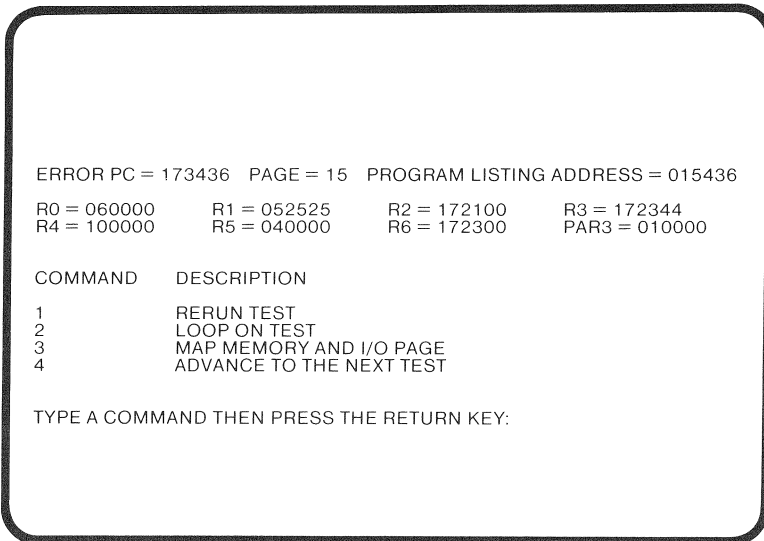 ERROR PC = 173436 PAGE = 15 PROGRAM LISTING ADDRESS = 015436
R0 = 060000 R1 = 052525 R2 = 172100 R3 = 172344
R4 = 100000 R5 = 040000 R6 = 172300 PAR3 = 010000
COMMAND DESCRIPTION
1 RERUN TEST
2 LOOP ON TEST
3 MAP MEMORY AND I/O PAGE
4 ADVANCE TO THE NEXT TEST
TYPE A COMMAND THEN PRESS THE RETURN KEY: